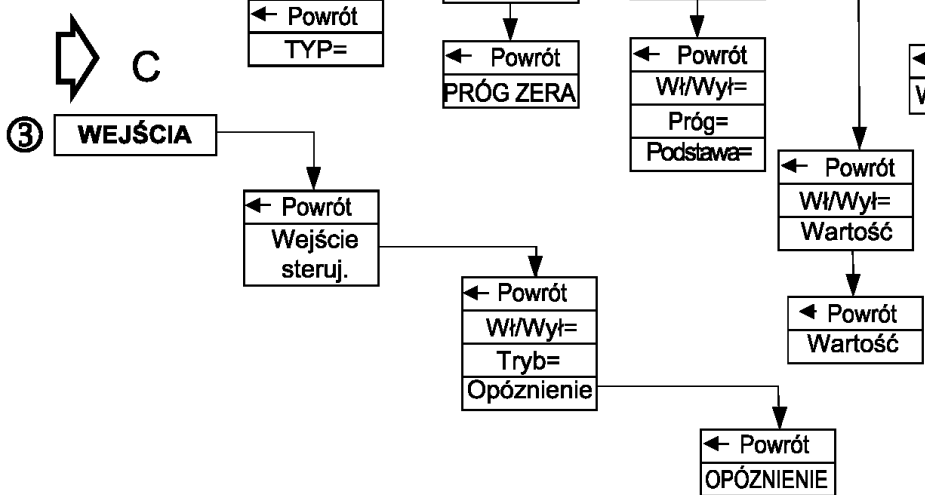 ← Powrót
TYP=
C
← Powrót
PRÓG ZERA
← Powrót
Wł/Wył=
Próg=
Podstawa=
③ WEJŚCIA
← Powrót
Wł/Wył=
Wartość
← Powrót
Wejście
steruj.
← Powrót
Wł/Wył=
Tryb=
Opóznienie
← Powrót
Wartość
← Powrót
OPÓZNIENIE